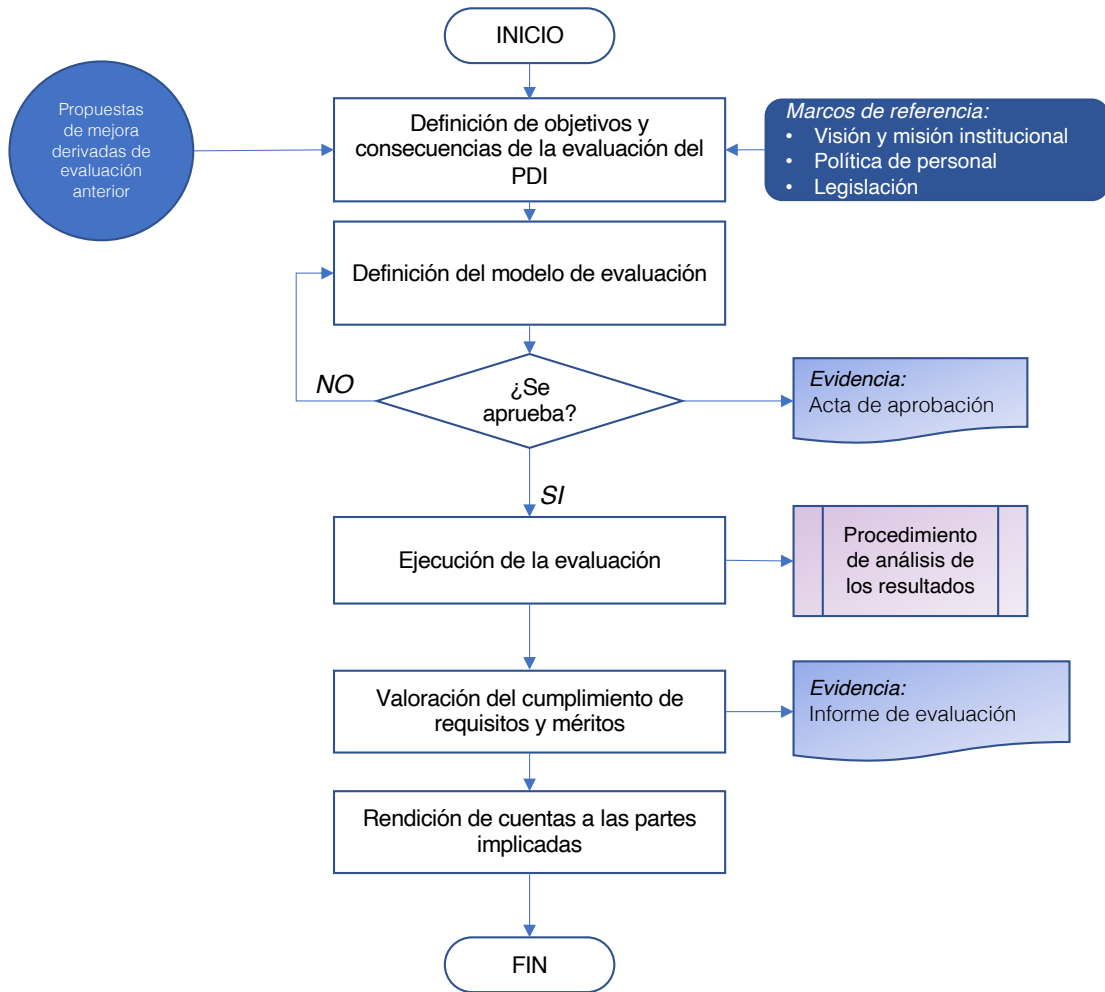 INICIO
Propuestas
de mejora
derivadas de
evaluación
anterior
Definición de objetivos y
consecuencias de la evaluación del
PDI
Marcos de referencia:
• Visión y misión institucional
• Política de personal
• Legislación
Definición del modelo de evaluación
NO
¿Se
aprueba?
Evidencia:
Acta de aprobación
SI
Ejecución de la evaluación
Procedimiento
de análisis de
los resultados
Valoración del cumplimiento de
requisitos y méritos
Evidencia:
Informe de evaluación
Rendición de cuentas a las partes
implicadas
FIN